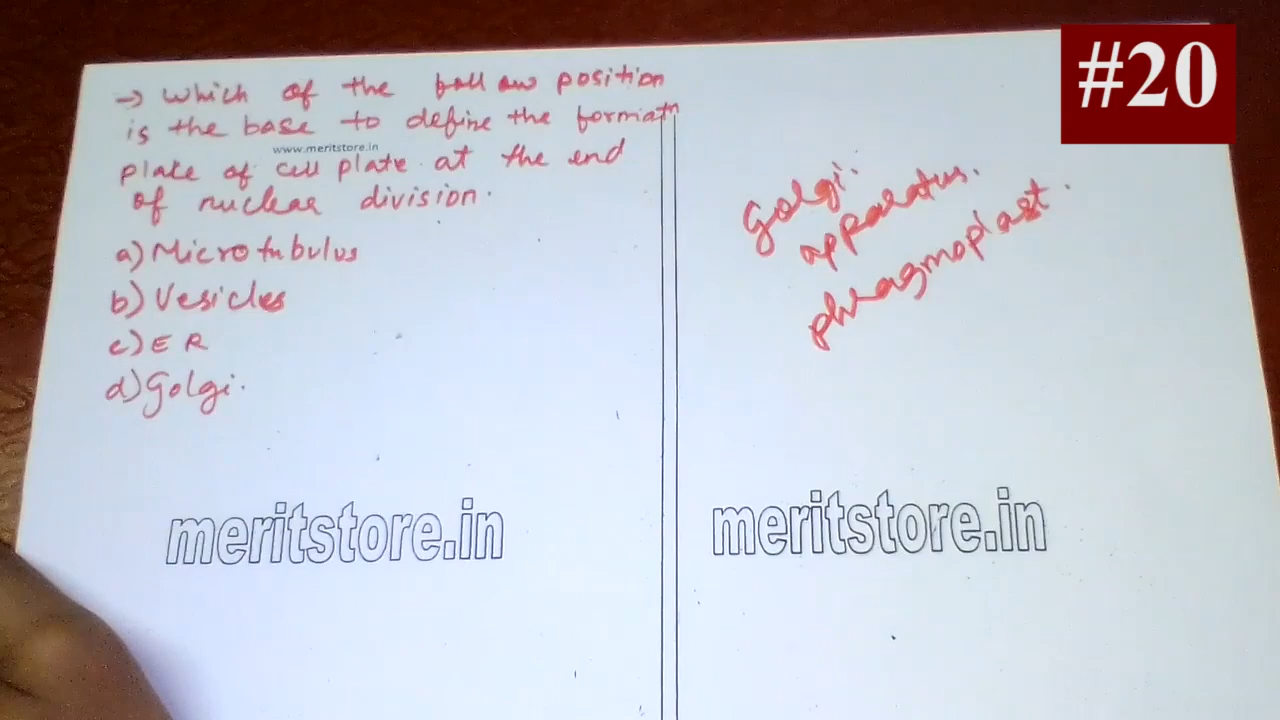 #20
→ Which of the follow position
is the base to define the formatn
www.meritstore.in
plate of cell plate at the end
of nuclear division.
a) Microtubulus
b) Vesicles
c) ER
d) Golgi.
Golgi.
apparatus.
phragmoplast.
meritstore.in
meritstore.in